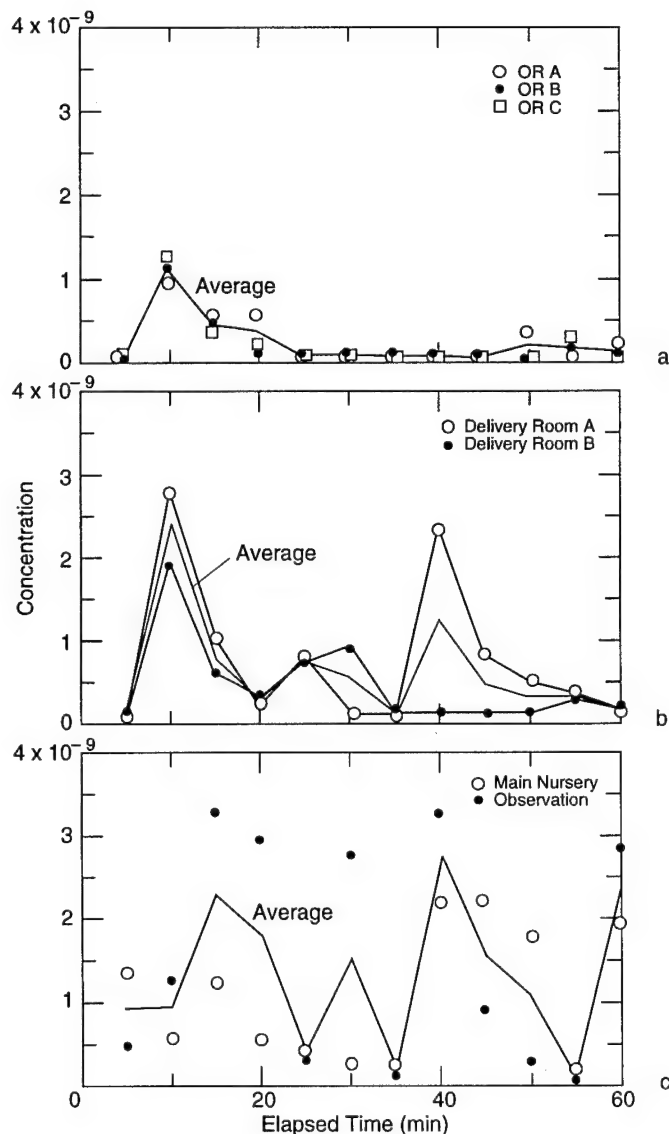 4 x 10-9
3
2
1
0
OR A
OR B
OR C
Average
a
4 x 10-9
3
2
1
0
Delivery Room A
Delivery Room B
Average
b
Concentration
4 x 10-9
3
2
1
0
20
40
60
Main Nursery
Observation
Average
c
Elapsed Time (min)